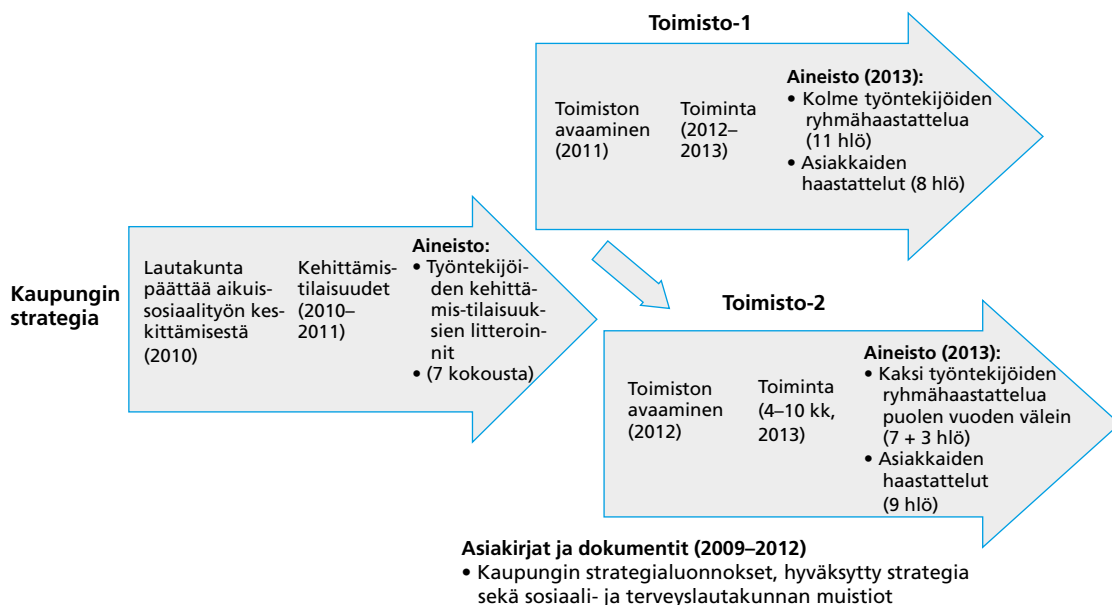 Kaupungin
strategia
Lautakunta
päättää aikuis-
sosiaalityön kes-
kittämisestä
(2010)
Kehittämis-
tilaisuudet
(2010–
2011)
Aineisto:
• Työntekijöi-
den kehittä-
mis-tilaisuuk-
sien litteroin-
nit
• (7 kokousta)
Toimisto-1
Toimiston
avaaminen
(2011)
Toiminta
(2012–
2013)
Aineisto (2013):
• Kolme työntekijöiden
ryhmähaastattelua
(11 hlö)
• Asiakkaiden
haastattelut (8 hlö)
Toimisto-2
Toimiston
avaaminen
(2012)
Toiminta
(4–10 kk,
2013)
Aineisto (2013):
• Kaksi työntekijöiden
ryhmähaastattelua
puolen vuoden välein
(7 + 3 hlö)
• Asiakkaiden
haastattelut
(9 hlö)
Asiakirjat ja dokumentit (2009–2012)
• Kaupungin strategialuonnokset, hyväksytty strategia
sekä sosiaali- ja terveyslautakunnan muistiot